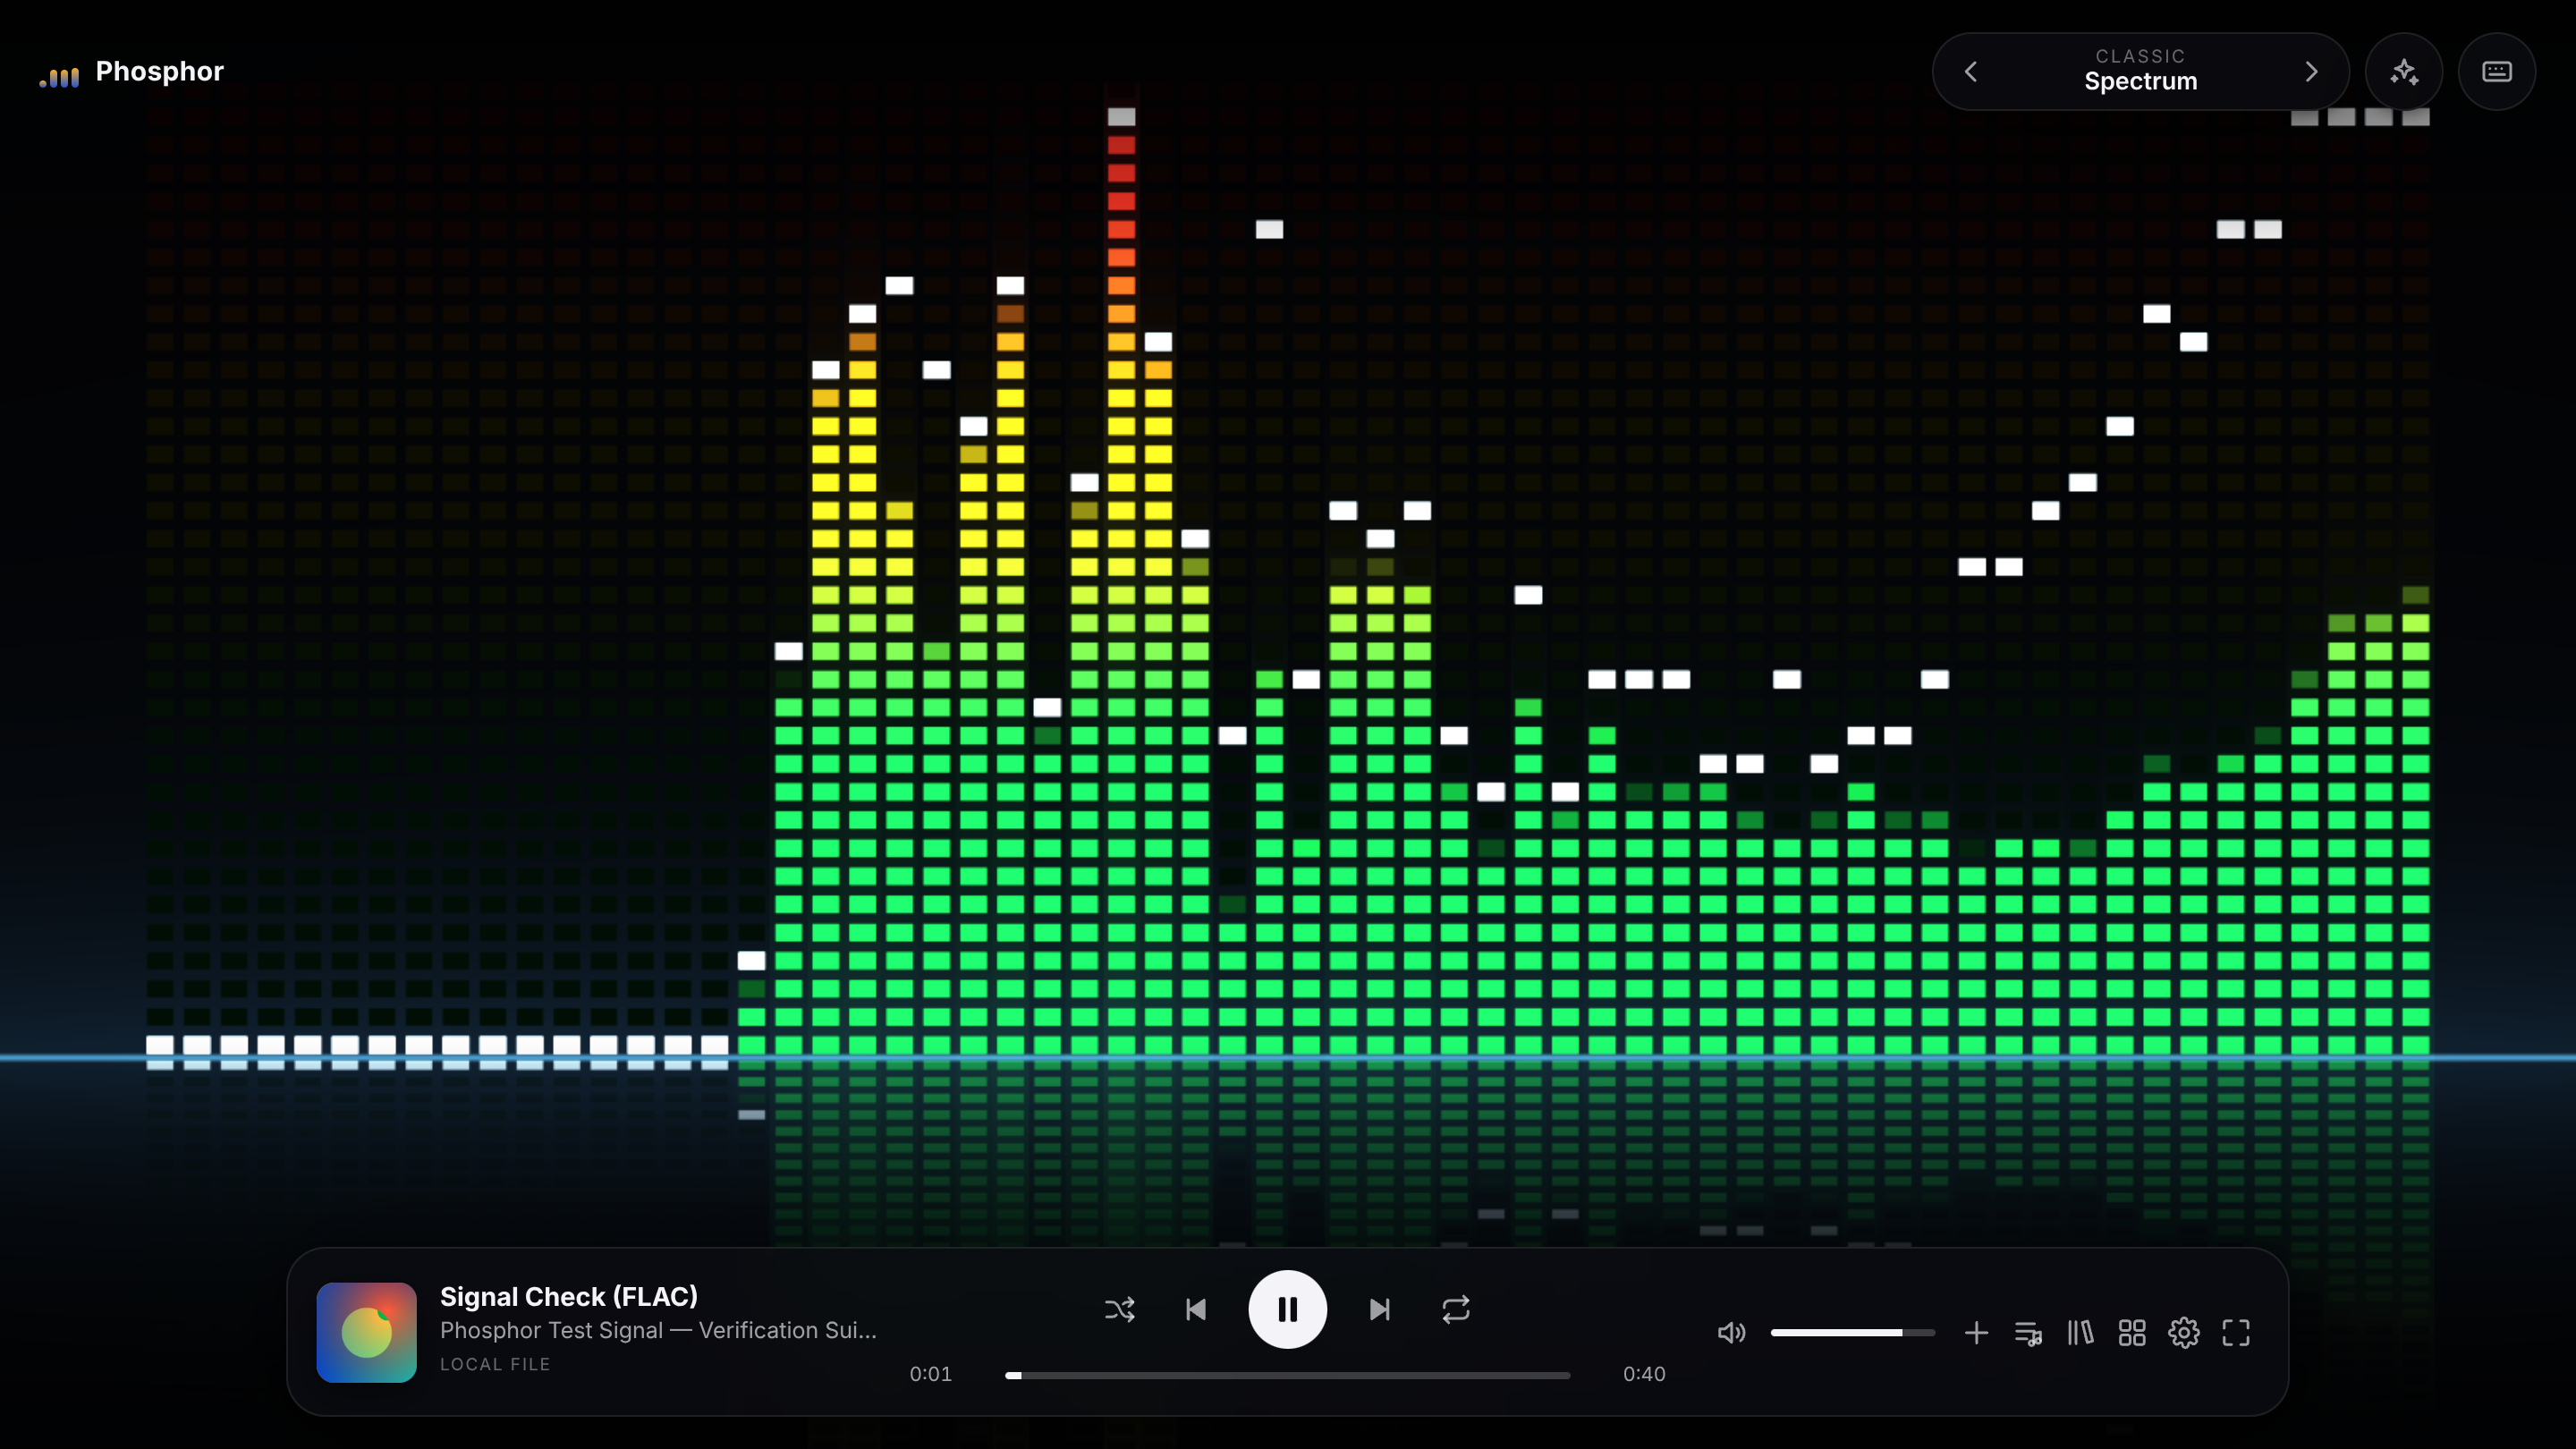 Phosphor
CLASSIC
Spectrum
Signal Check (FLAC)
Phosphor Test Signal — Verification Sui...
LOCAL FILE
0:01
0:40